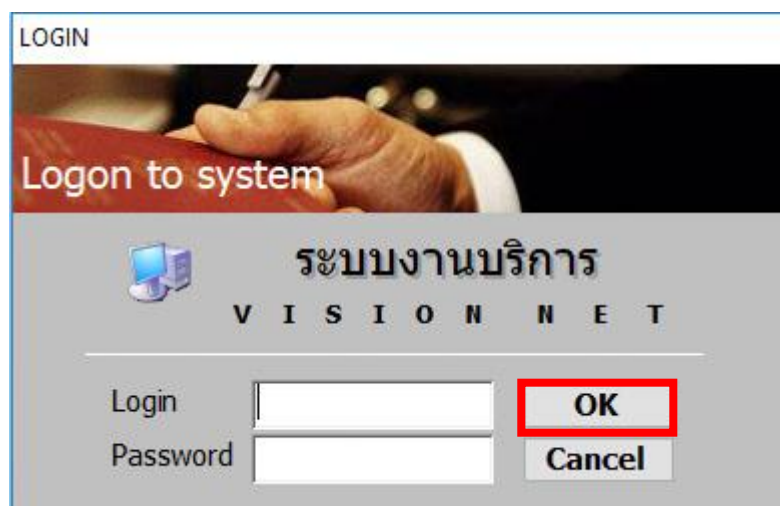 LOGIN
Logon to system
ระบบงานบริการ
V I S I O N N E T
Login
OK
Password
Cancel